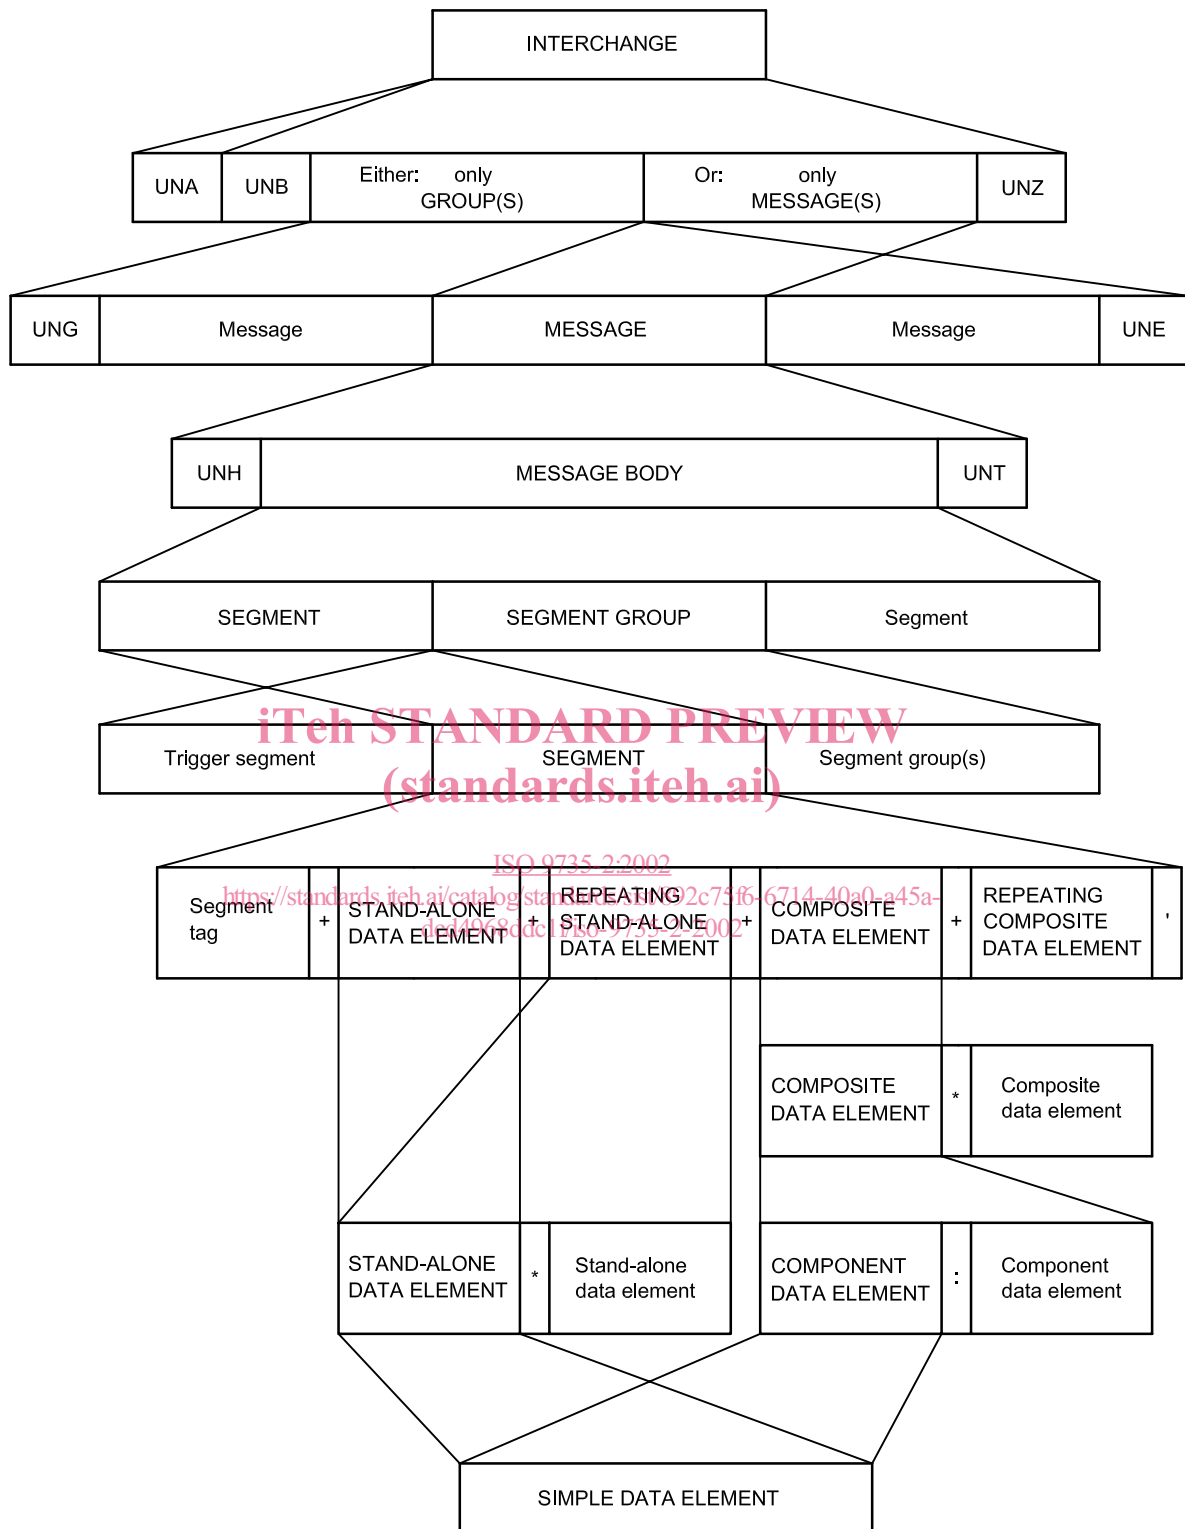 INTERCHANGE
UNA
UNB
Either: only
GROUP(S)
Or: only
MESSAGE(S)
UNZ
UNG
Message
MESSAGE
Message
UNE
UNH
MESSAGE BODY
UNT
SEGMENT
SEGMENT GROUP
Segment
iTeh STANDARD PREVIEW
Trigger segment
SEGMENT
Segment group(s)
(standards.iteh.ai)
ISO 9735-2:2002
Segment
tag
+
STAND-ALONE
DATA ELEMENT
+
REPEATING
STAND-ALONE
DATA ELEMENT
+
COMPOSITE
DATA ELEMENT
+
REPEATING
COMPOSITE
DATA ELEMENT
'
COMPOSITE
DATA ELEMENT
*
Composite
data element
STAND-ALONE
DATA ELEMENT
*
Stand-alone
data element
COMPONENT
DATA ELEMENT
:
Component
data element
SIMPLE DATA ELEMENT